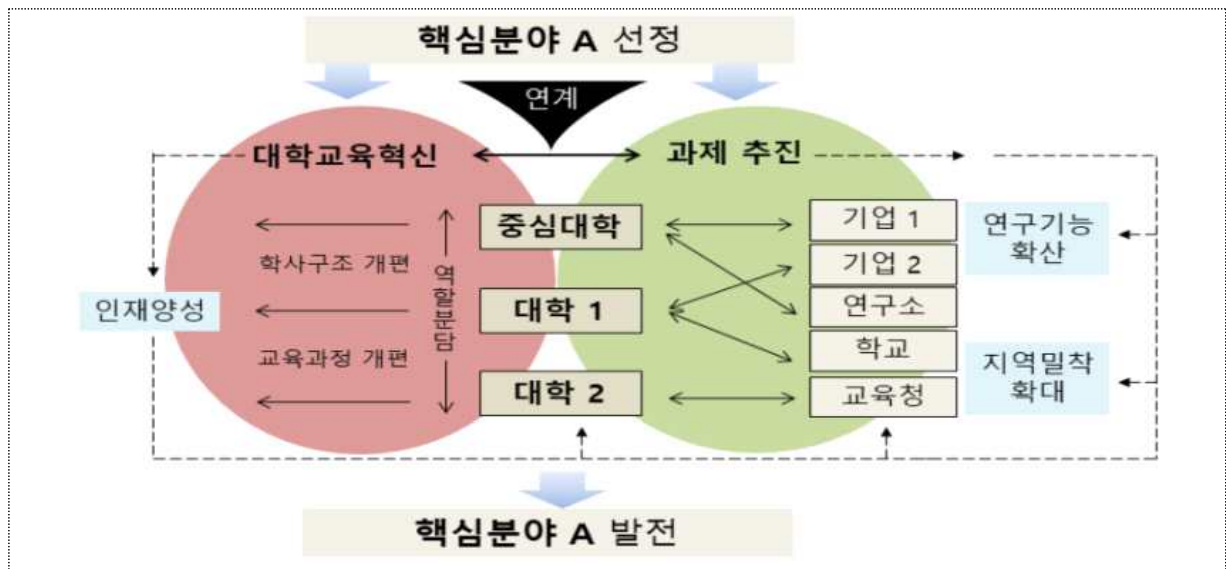 핵심분야 A 선정
연계
대학교육혁신
과제 추진
중심대학
기업 1
연구기능
확산
학사구조 개편
역할분담
기업 2
인재양성
대학 1
연구소
교육과정 개편
학교
지역밀착
확대
대학 2
교육청
핵심분야 A 발전